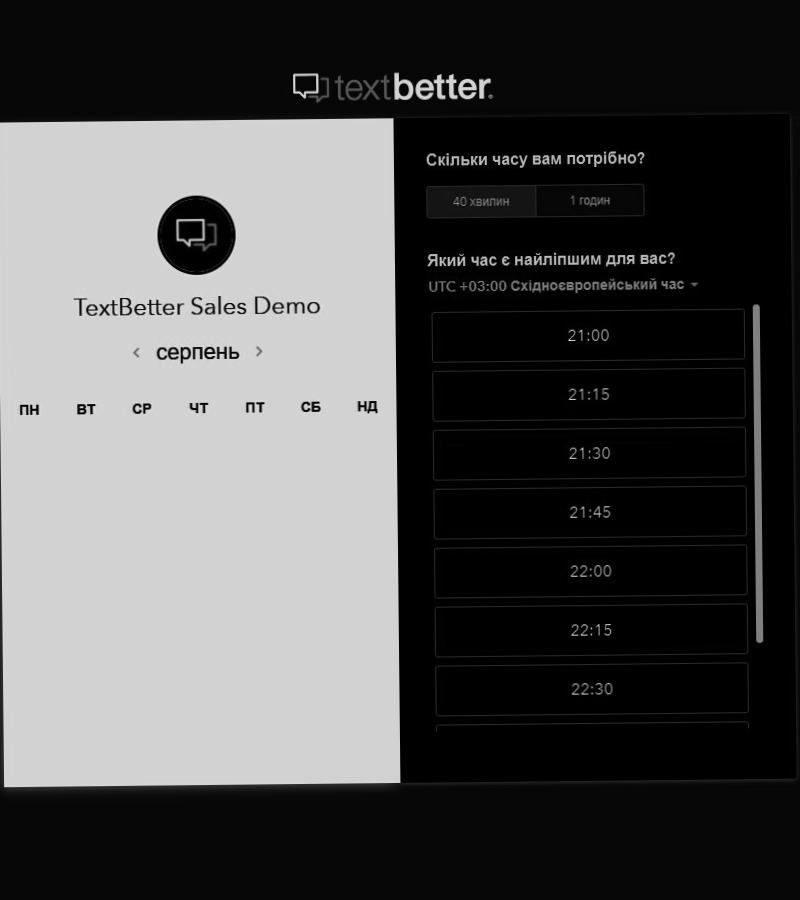 textbetter.
TextBetter Sales Demo
серпень
ПН ВТ СР ЧТ ПТ СБ НД
Скільки часу вам потрібно?
40 хвилин 1 годин
Який час є найліпшим для вас?
UTC +03:00 Східноєвропейський час
21:00
21:15
21:30
21:45
22:00
22:15
22:30